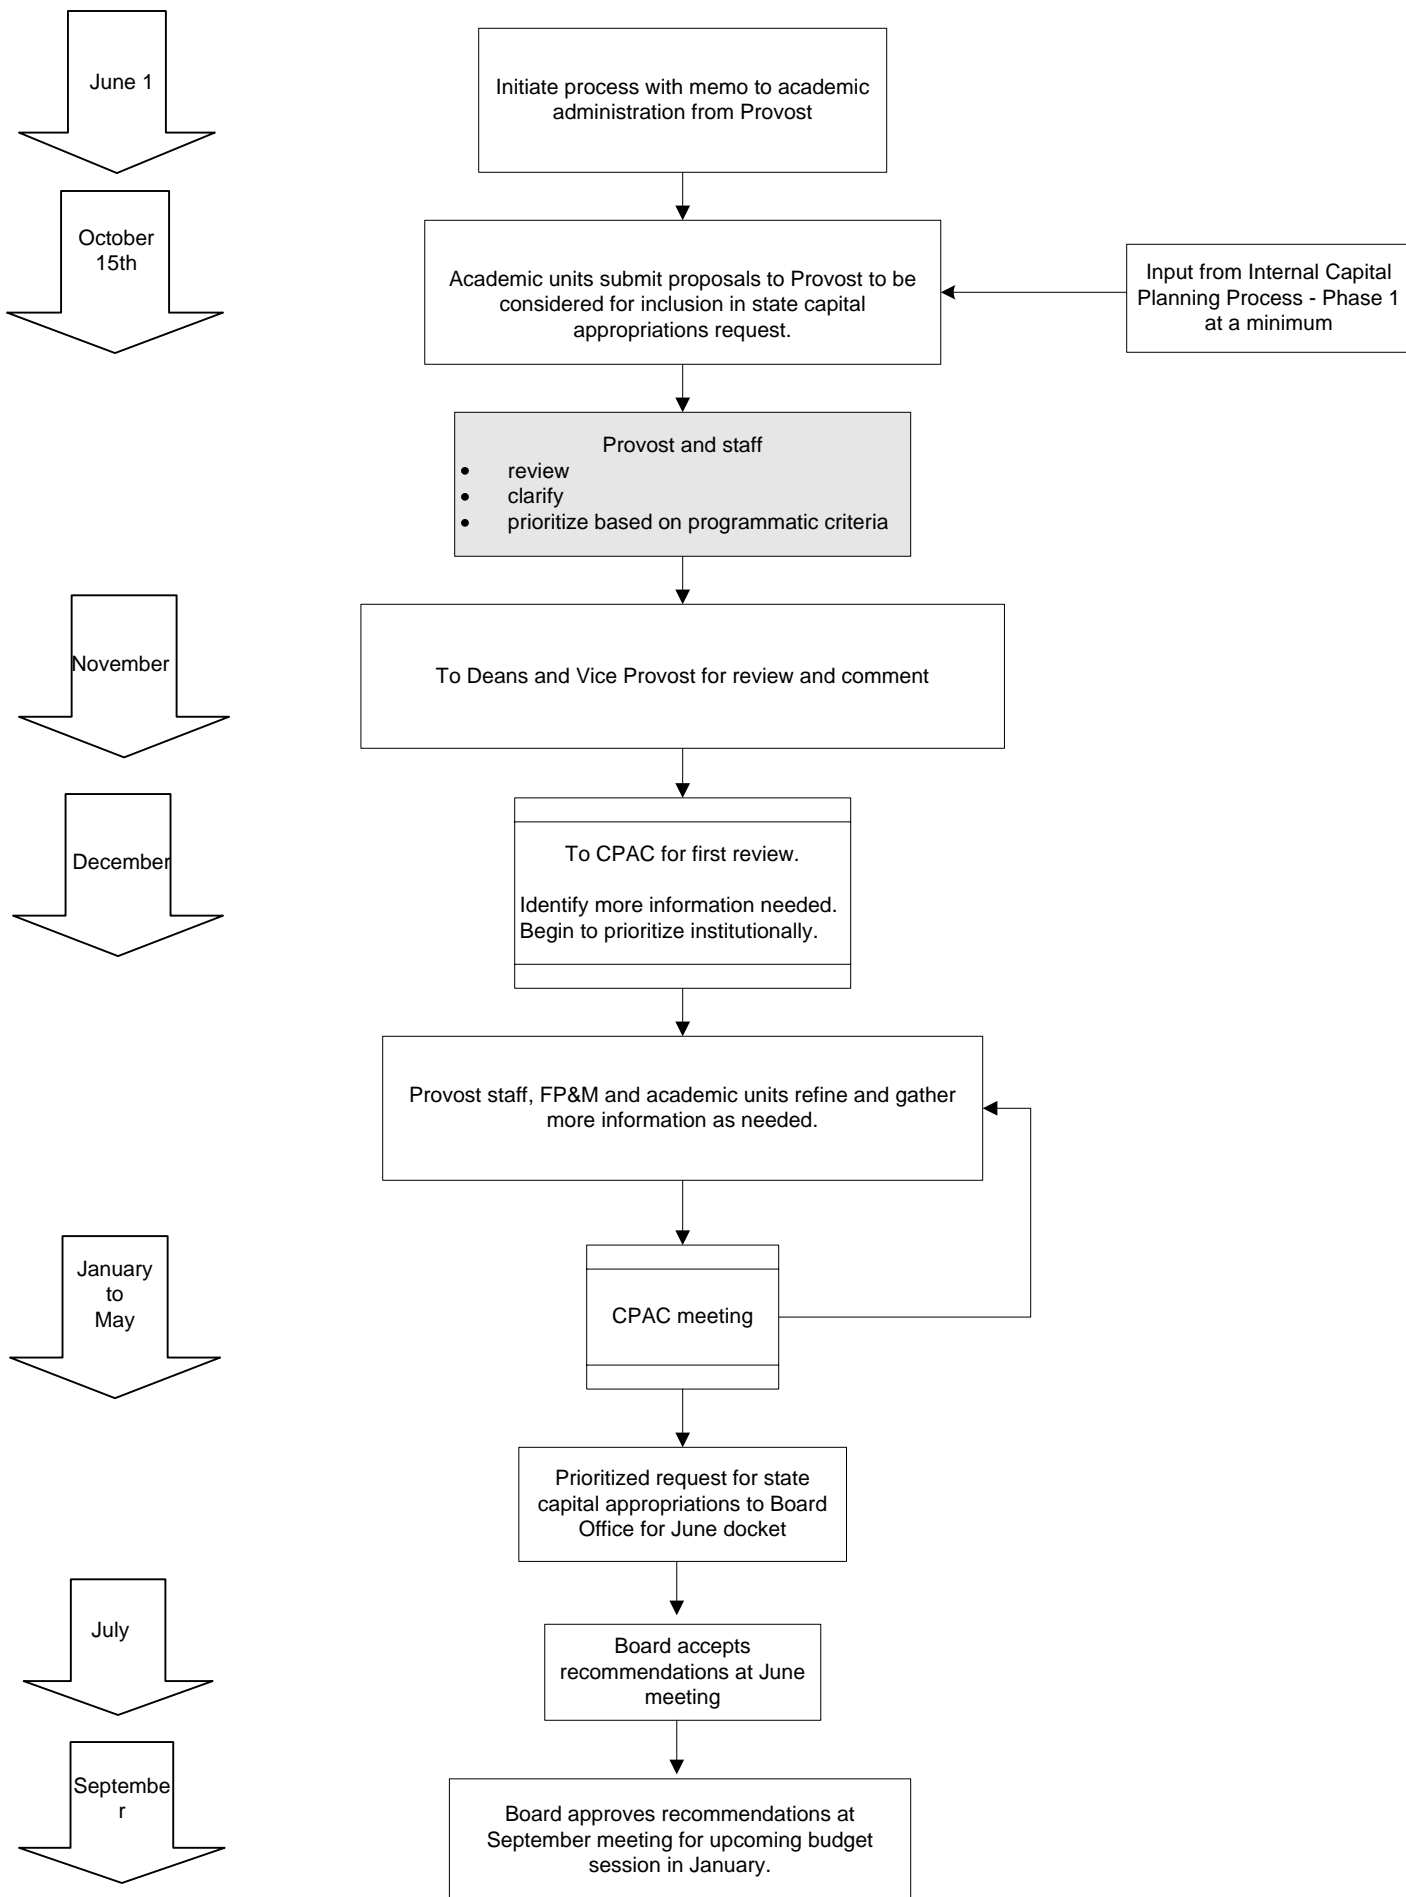 June 1
Initiate process with memo to academic
administration from Provost
October
15th
Academic units submit proposals to Provost to be
considered for inclusion in state capital
appropriations request.
Input from Internal Capital
Planning Process - Phase 1
at a minimum
Provost and staff
• review
• clarify
• prioritize based on programmatic criteria
November
To Deans and Vice Provost for review and comment
December
To CPAC for first review.
Identify more information needed.
Begin to prioritize institutionally.
Provost staff, FP&M and academic units refine and gather
more information as needed.
January
to
May
CPAC meeting
Prioritized request for state
capital appropriations to Board
Office for June docket
July
Board accepts
recommendations at June
meeting
Septembe
r
Board approves recommendations at
September meeting for upcoming budget
session in January.